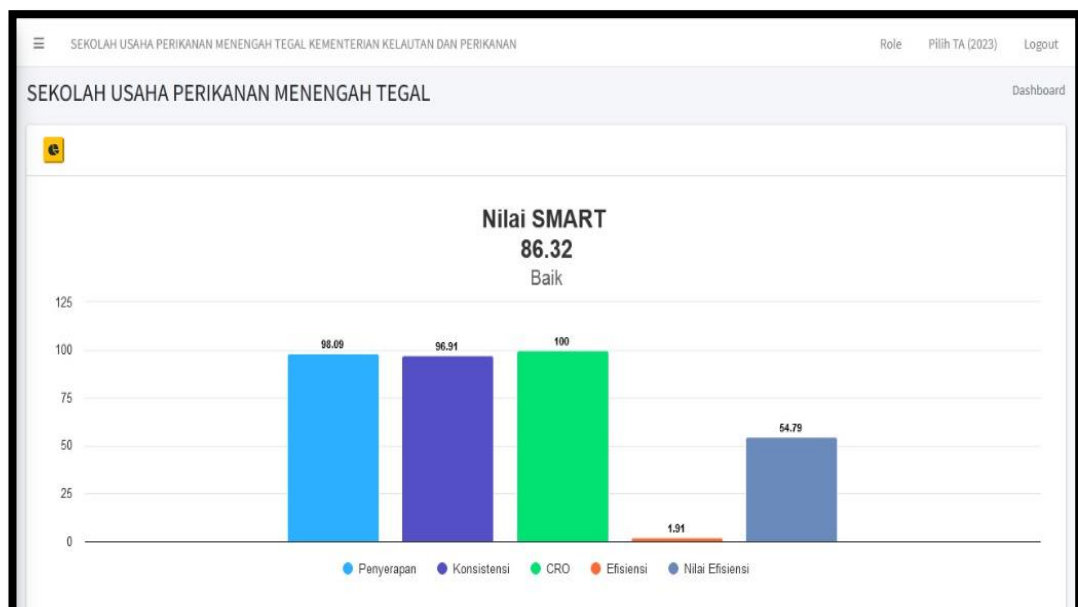 ☰ SEKOLAH USAHA PERIKANAN MENENGAH TEGAL KEMENTERIAN KELAUTAN DAN PERIKANAN Role Pilih TA (2023) Logout
SEKOLAH USAHA PERIKANAN MENENGAH TEGAL Dashboard
Nilai SMART
86.32
Baik
125
100
75
50
25
0
98.09
96.91
100
1.91
54.79
Penyerapan Konsistensi CRO Efisiensi Nilai Efisiensi